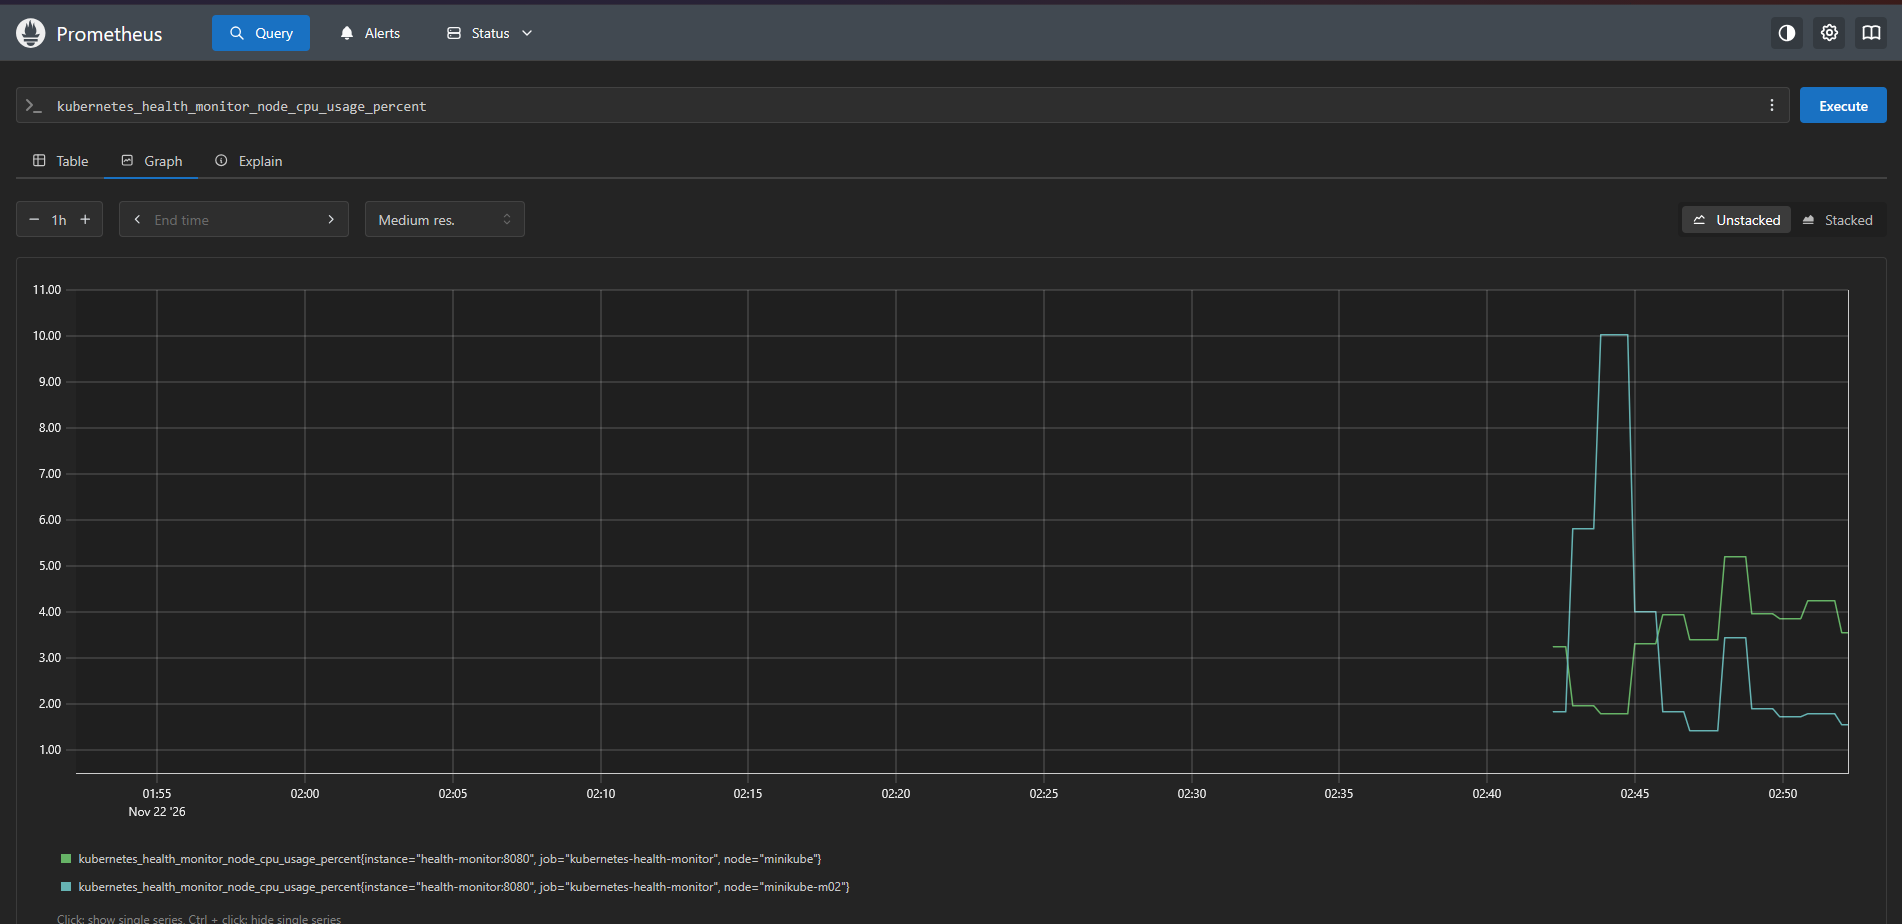 Prometheus Query Alerts Status
kubernetes_health_monitor_node_cpu_usage_percent Execute
Table Graph Explain
1h End time Medium res. Unstacked Stacked
11.00
10.00
9.00
8.00
7.00
6.00
5.00
4.00
3.00
2.00
1.00
01:55 02:00 02:05 02:10 02:15 02:20 02:25 02:30 02:35 02:40 02:45 02:50
Nov 22 '26
kubernetes_health_monitor_node_cpu_usage_percent{instance="health-monitor:8080", job="kubernetes-health-monitor", node="minikube"}
kubernetes_health_monitor_node_cpu_usage_percent{instance="health-monitor:8080", job="kubernetes-health-monitor", node="minikube-m02"}
Click: show single series, Ctrl + click: hide single series